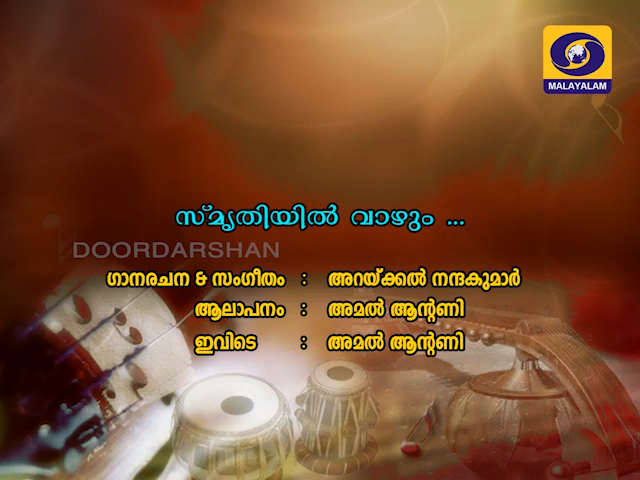 MALAYALAM
സ്മൃതിയിൽ വാഴും ...
DOORDARSHAN
ഗാനരചന & സംഗീതം : അറയ്ക്കൽ നന്ദകുമാർ
ആലാപനം : അമൽ ആന്റണി
ഇവിടെ : അമൽ ആന്റണി